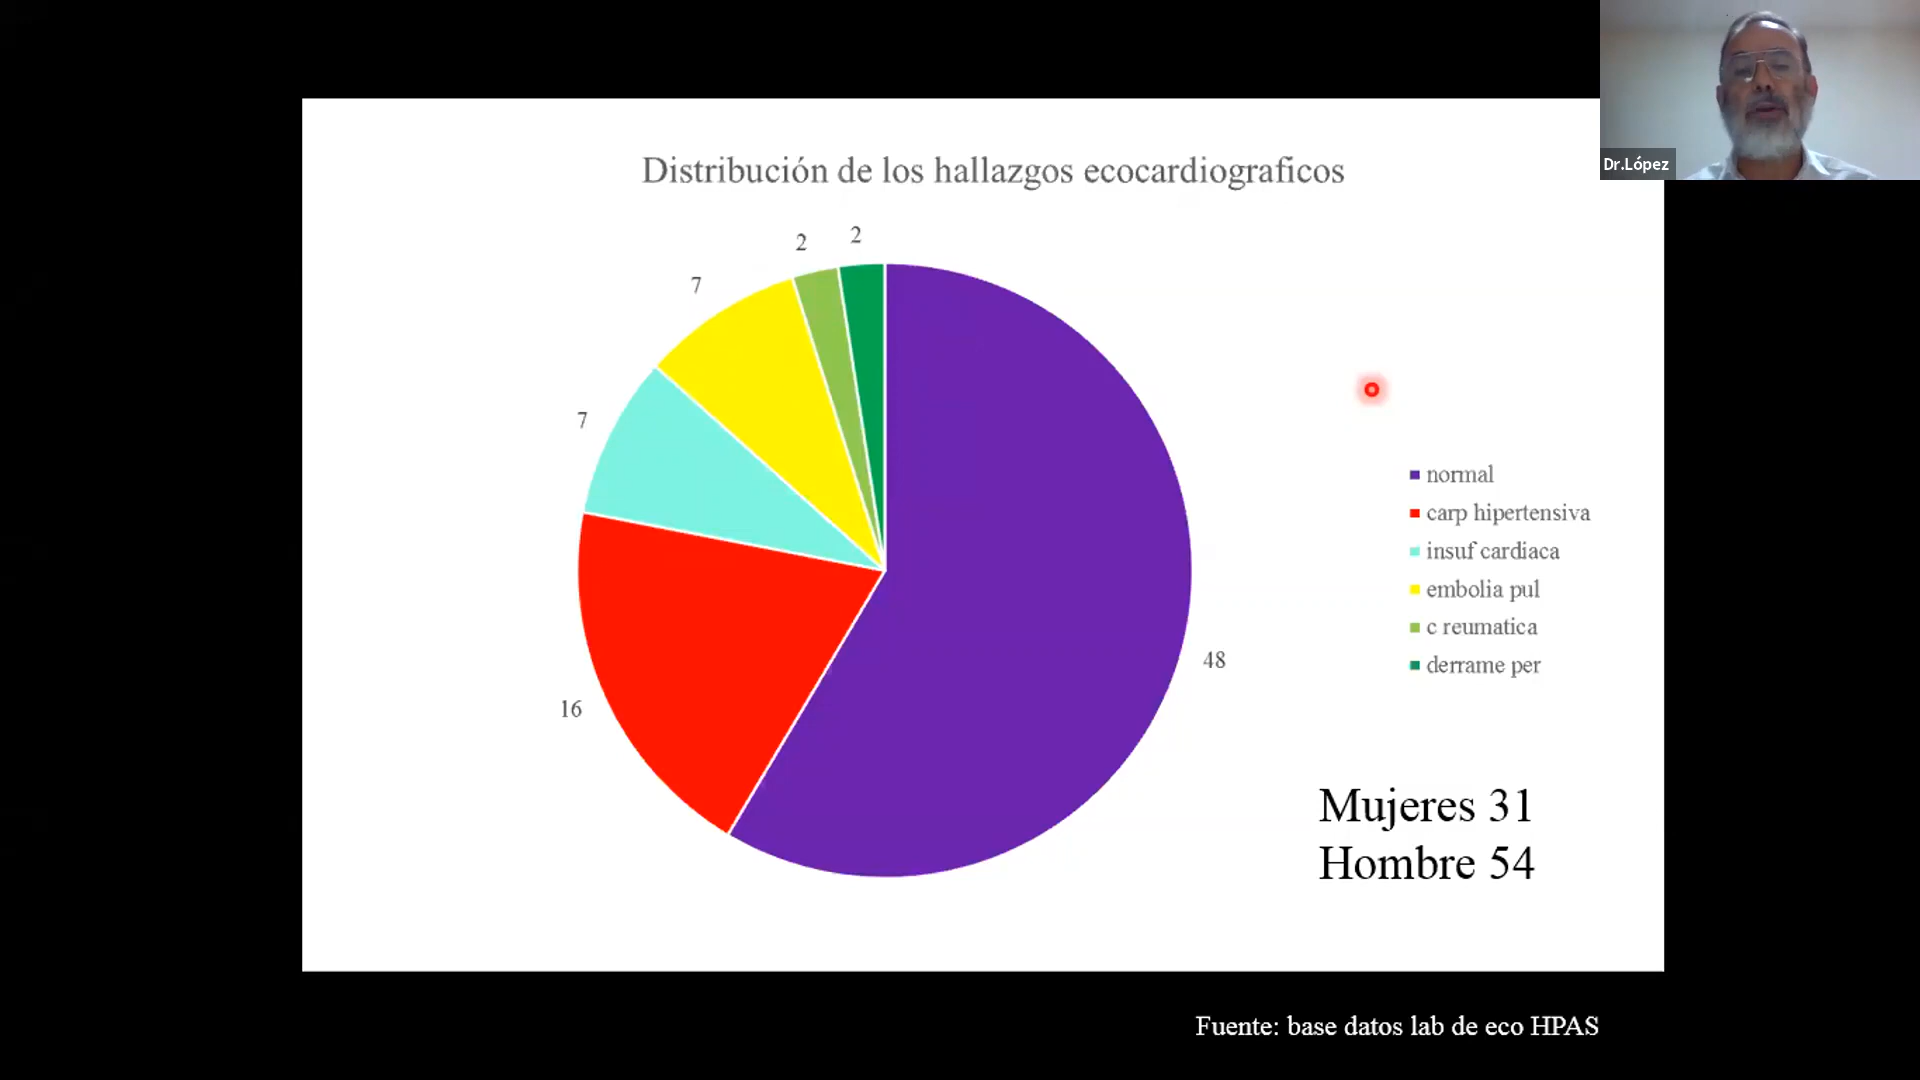 Dr.López
Distribución de los hallazgos ecocardiograficos
2
2
7
7
16
48
normal
carp hipertensiva
insuf cardiaca
embolia pul
c reumatica
derrame per
Mujeres 31
Hombre 54
Fuente: base datos lab de eco HPAS